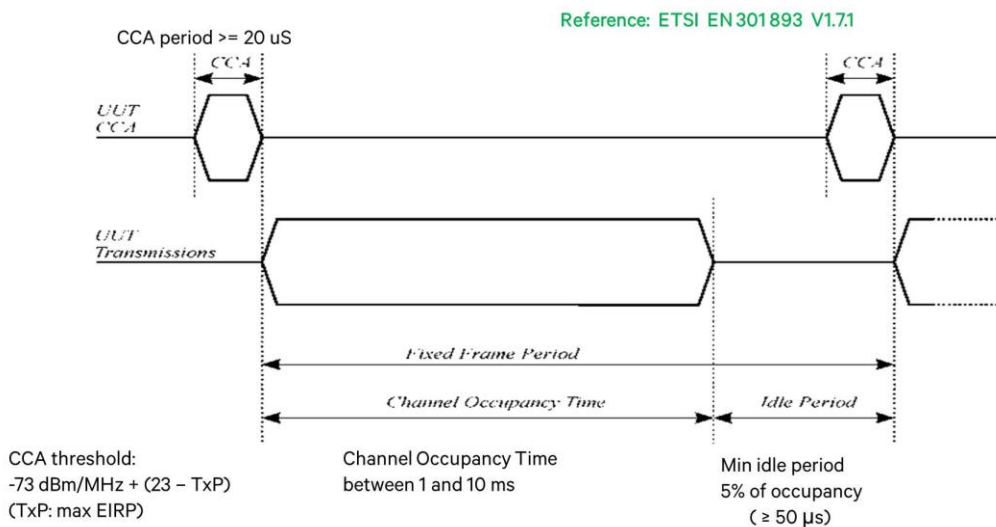 Reference: ETSI EN 301 893 V1.7.1
CCA period >= 20 uS
CCA
CCA
UUT
CCA
UUT
Transmissions
Fixed Frame Period
Channel Occupancy Time
Idle Period
CCA threshold:
-73 dBm/MHz + (23 – TxP)
(TxP: max EIRP)
Channel Occupancy Time
between 1 and 10 ms
Min idle period
5% of occupancy
( ≥ 50 µs)